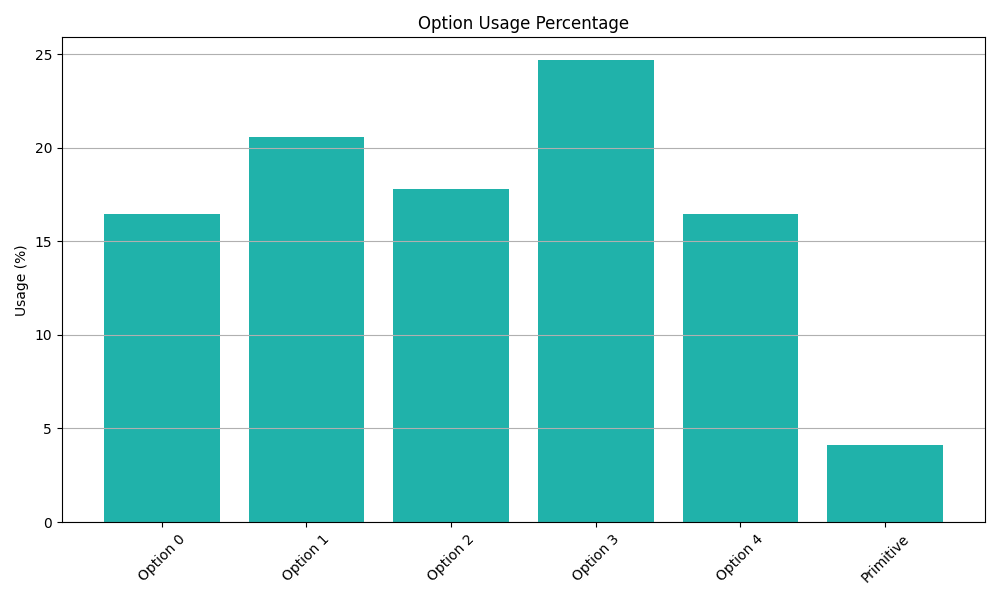 Option Usage Percentage
Usage (%)
25
20
15
10
5
0
Option 0
Option 1
Option 2
Option 3
Option 4
Primitive